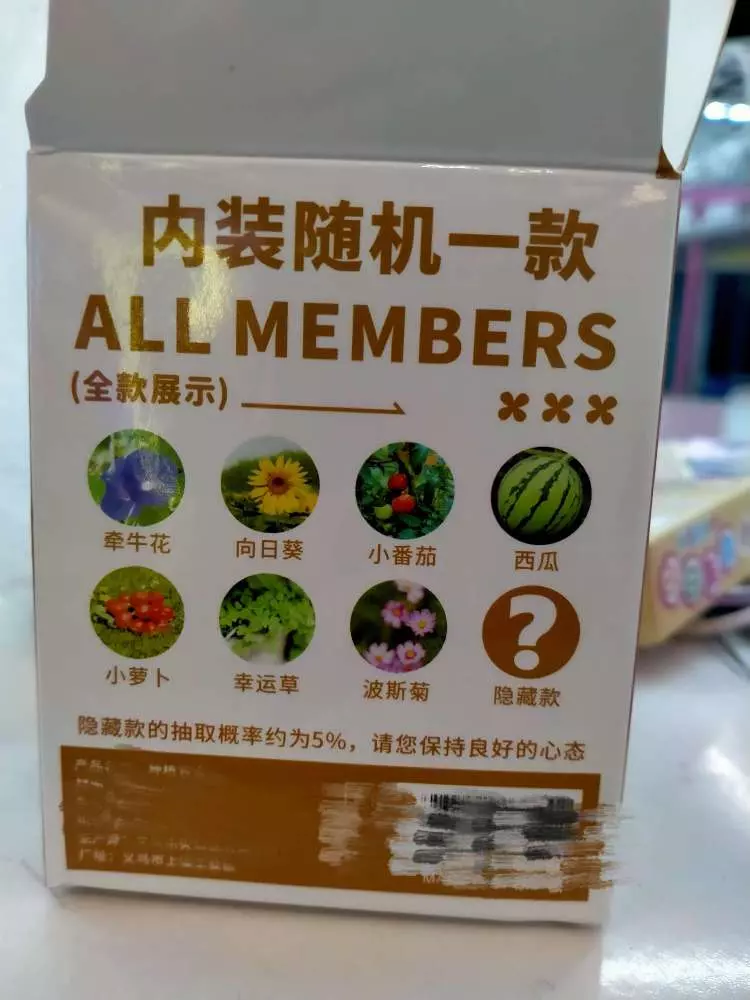 内装随机一款
ALL MEMBERS
(全款展示)
牵牛花 向日葵 小番茄 西瓜
?
小萝卜 幸运草 波斯菊 隐藏款
隐藏款的抽取概率约为5%，请您保持良好的心态